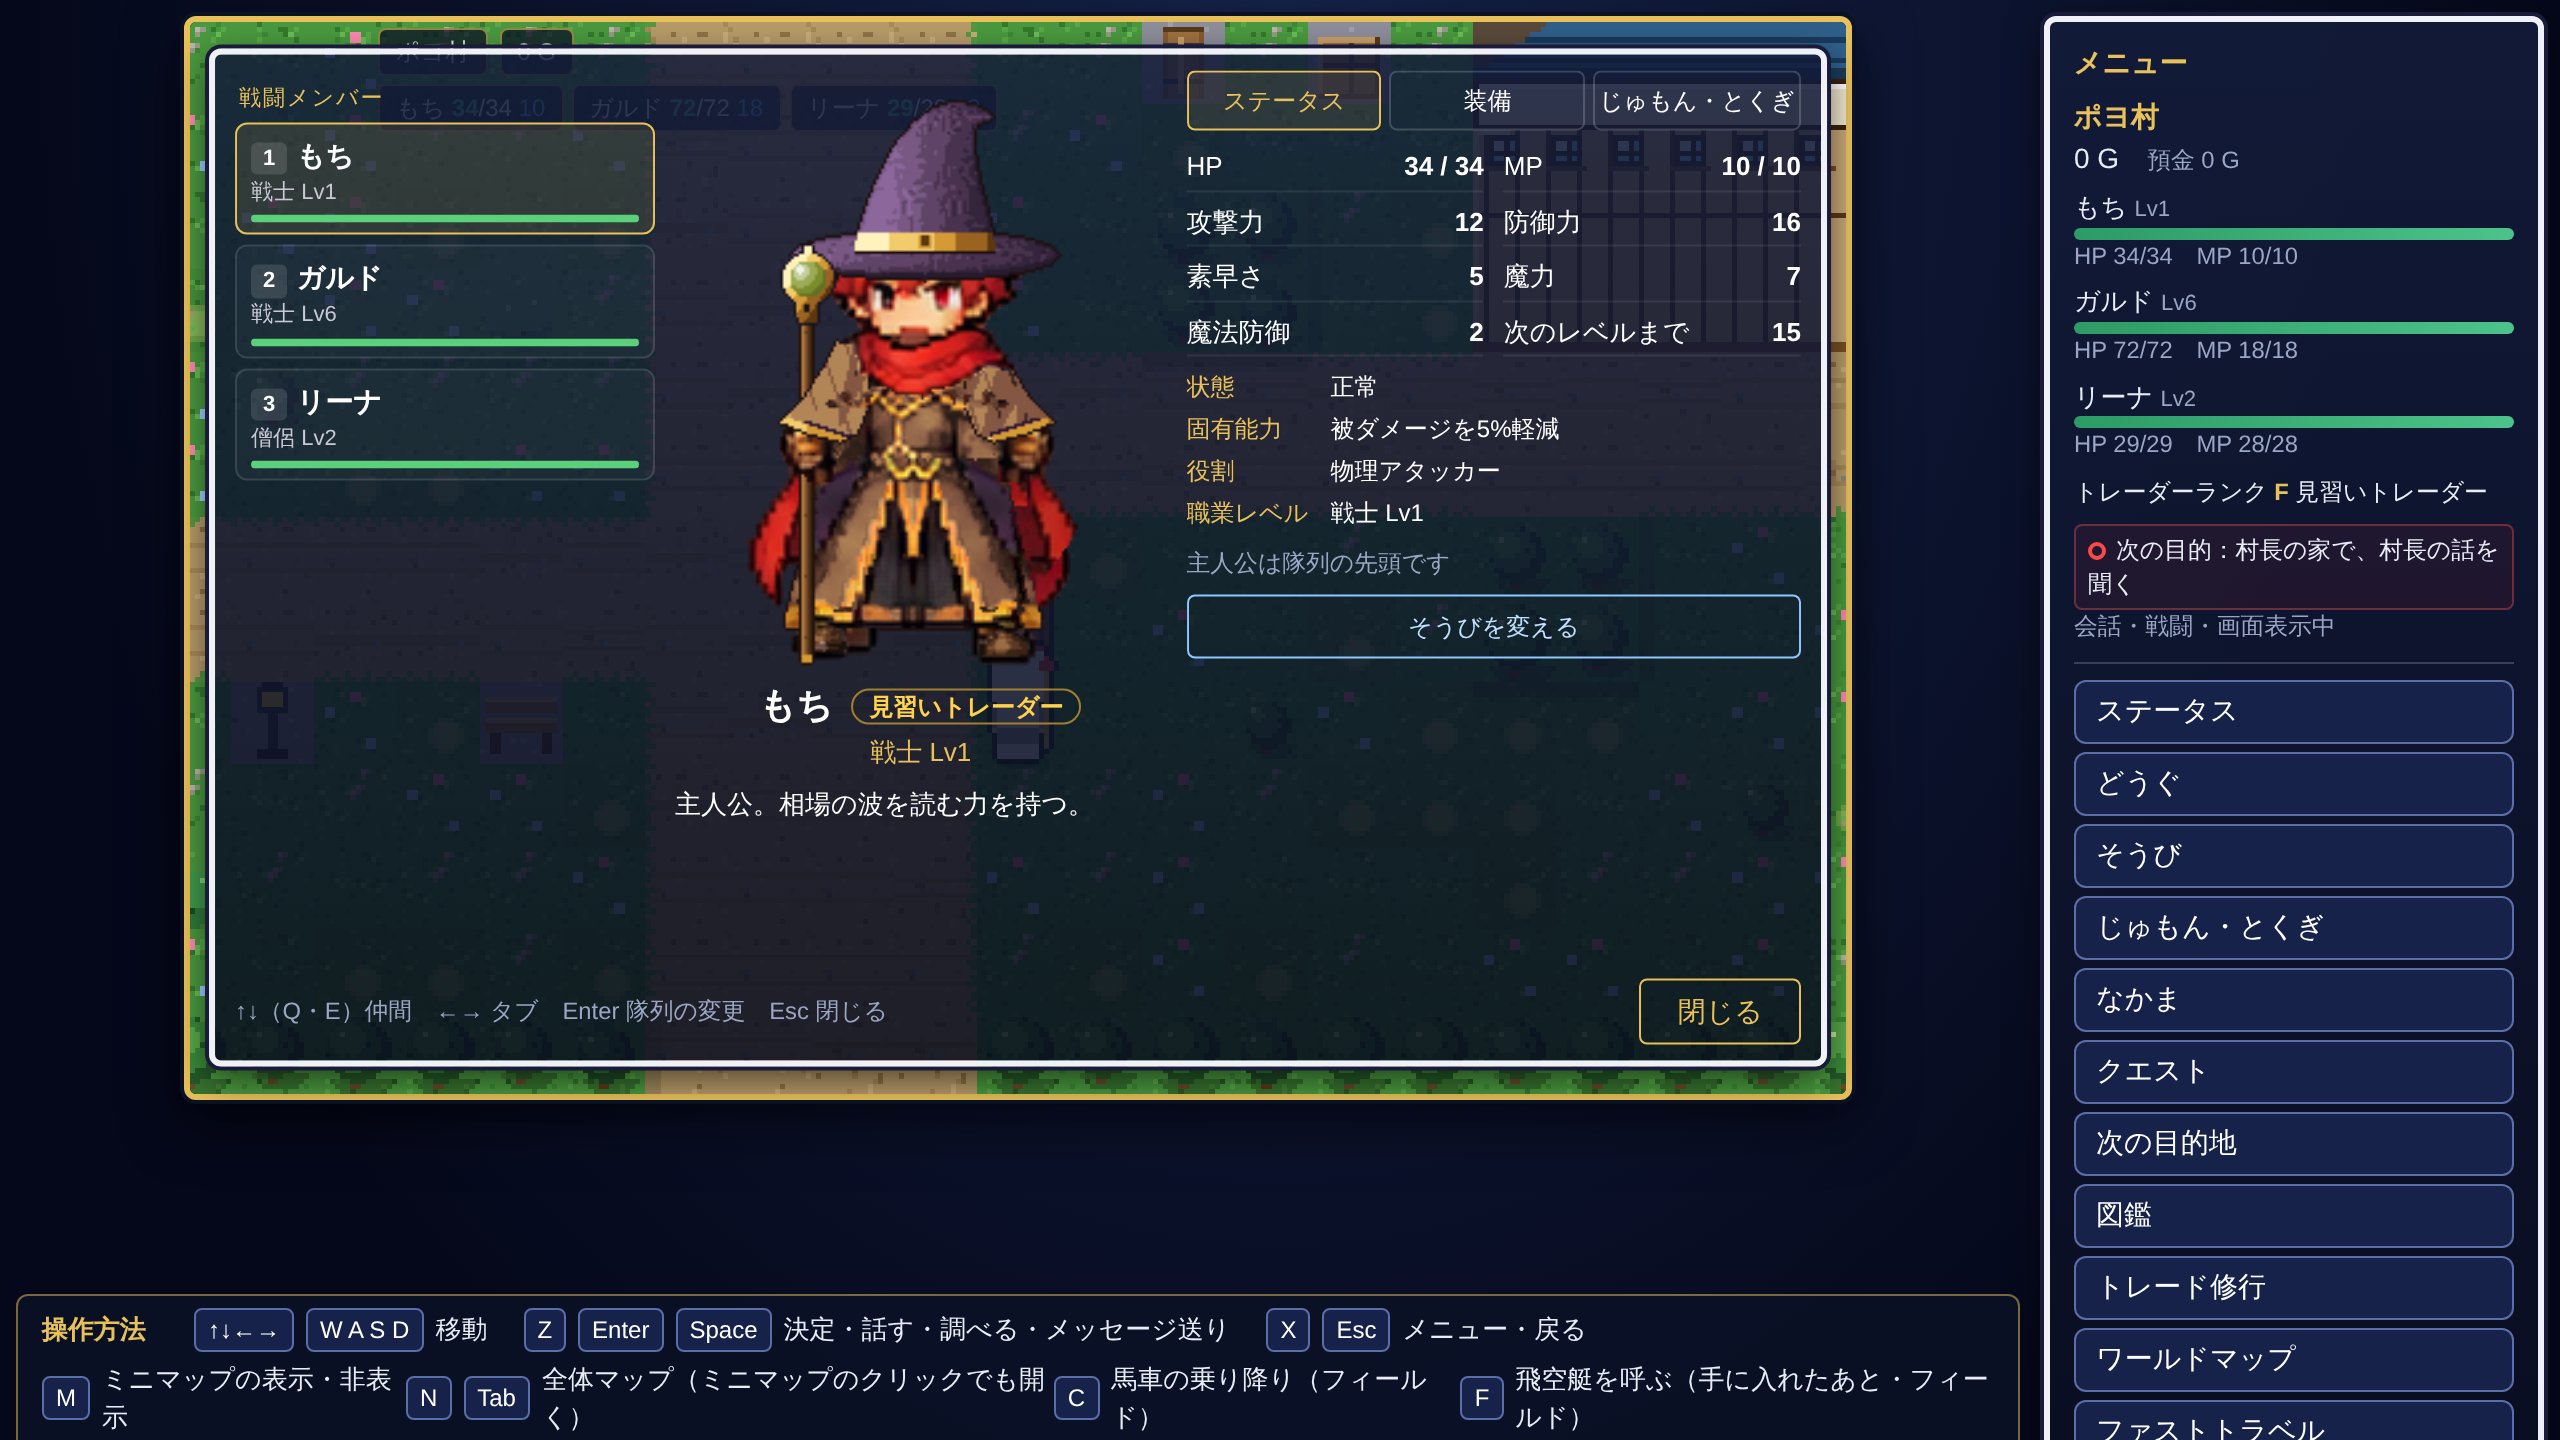 ポヨ村 0 G
もち 34/34 10 ガルド 72/72 18 リーナ 29/29
戦闘メンバー
1 もち
戦士 Lv1
2 ガルド
戦士 Lv6
3 リーナ
僧侶 Lv2
もち 見習いトレーダー
戦士 Lv1
主人公。相場の波を読む力を持つ。
ステータス 装備 じゅもん・とくぎ
HP 34 / 34 MP 10 / 10
攻撃力 12 防御力 16
素早さ 5 魔力 7
魔法防御 2 次のレベルまで 15
状態 正常
固有能力 被ダメージを5%軽減
役割 物理アタッカー
職業レベル 戦士 Lv1
主人公は隊列の先頭です
そうびを変える
↑↓（Q・E）仲間 ←→ タブ Enter 隊列の変更 Esc 閉じる
閉じる
メニュー
ポヨ村
0 G 預金 0 G
もち Lv1
HP 34/34 MP 10/10
ガルド Lv6
HP 72/72 MP 18/18
リーナ Lv2
HP 29/29 MP 28/28
トレーダーランク F 見習いトレーダー
次の目的：村長の家で、村長の話を
聞く
会話・戦闘・画面表示中
ステータス
どうぐ
そうび
じゅもん・とくぎ
なかま
クエスト
次の目的地
図鑑
トレード修行
ワールドマップ
ファストトラベル
操作方法 ↑↓←→ W A S D 移動 Z Enter Space 決定・話す・調べる・メッセージ送り X Esc メニュー・戻る
M ミニマップの表示・非表
示
N Tab 全体マップ（ミニマップのクリックでも開
く）
C 馬車の乗り降り（フィール
ド）
F 飛空艇を呼ぶ（手に入れたあと・フィー
ルド）